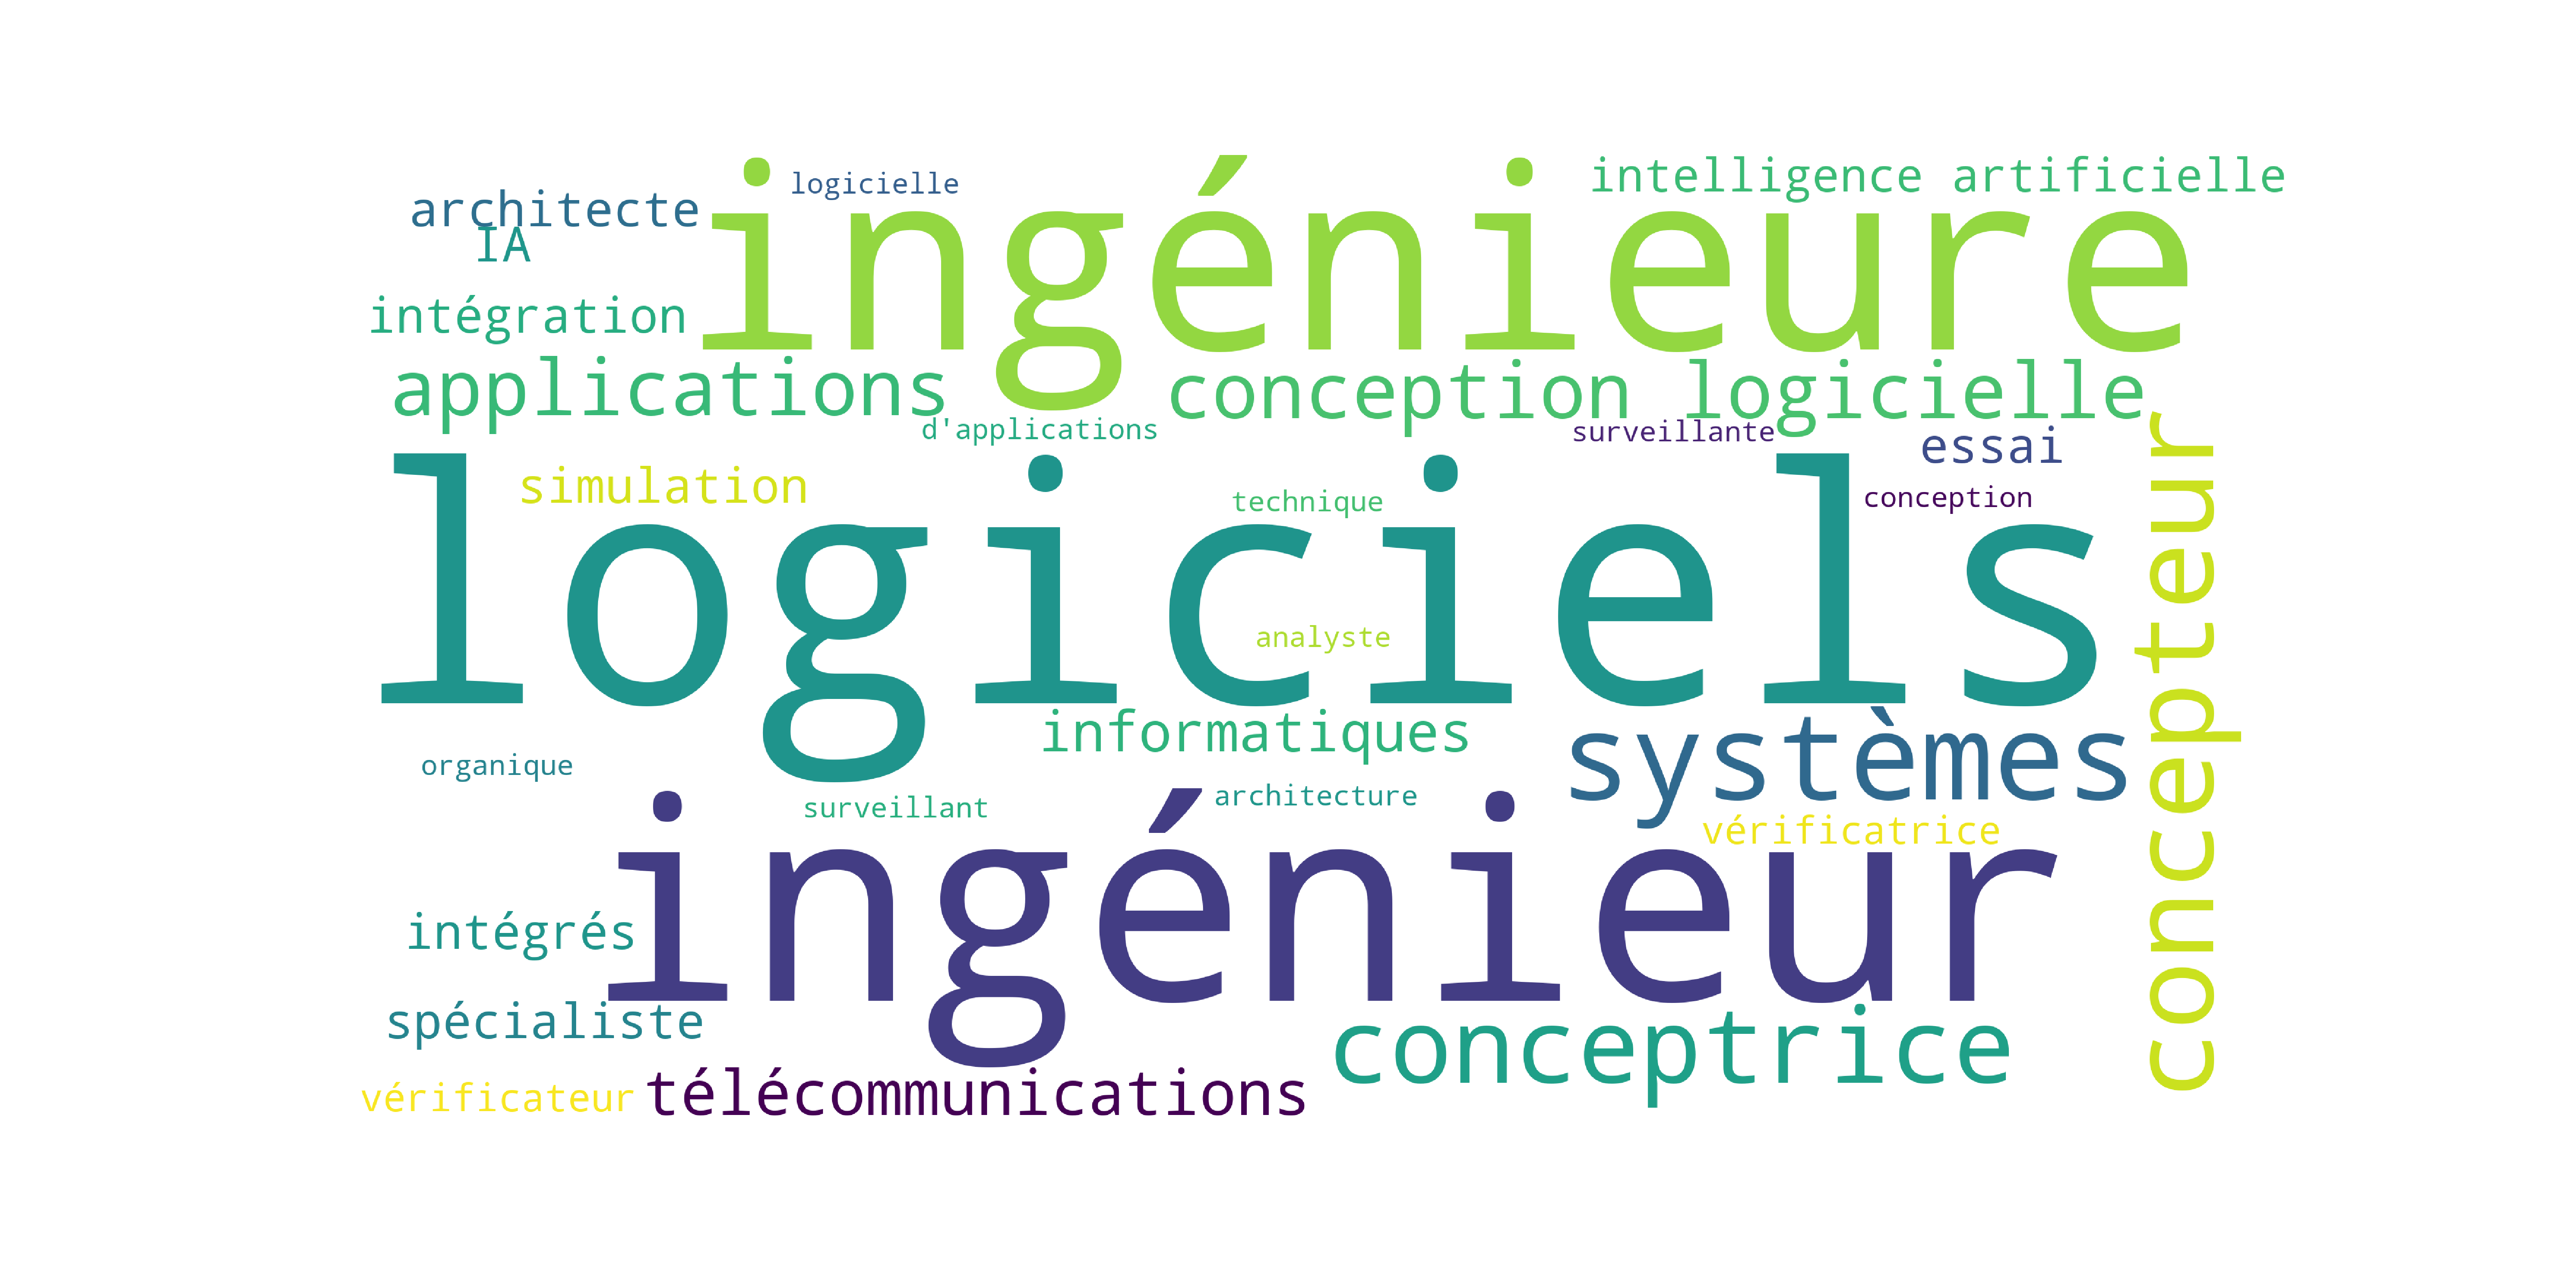 intelligence artificielle
logicielle
architecte
ingénieure
IA
intégration
applications
conception logicielle
d'applications
surveillante
essai
simulation
technique
conception
logiciels
concepteur
analyste
informatiques
systèmes
organique
surveillant
architecture
vérificatrice
ingénieur
intégrés
spécialiste
conceptrice
vérificateur
télécommunications